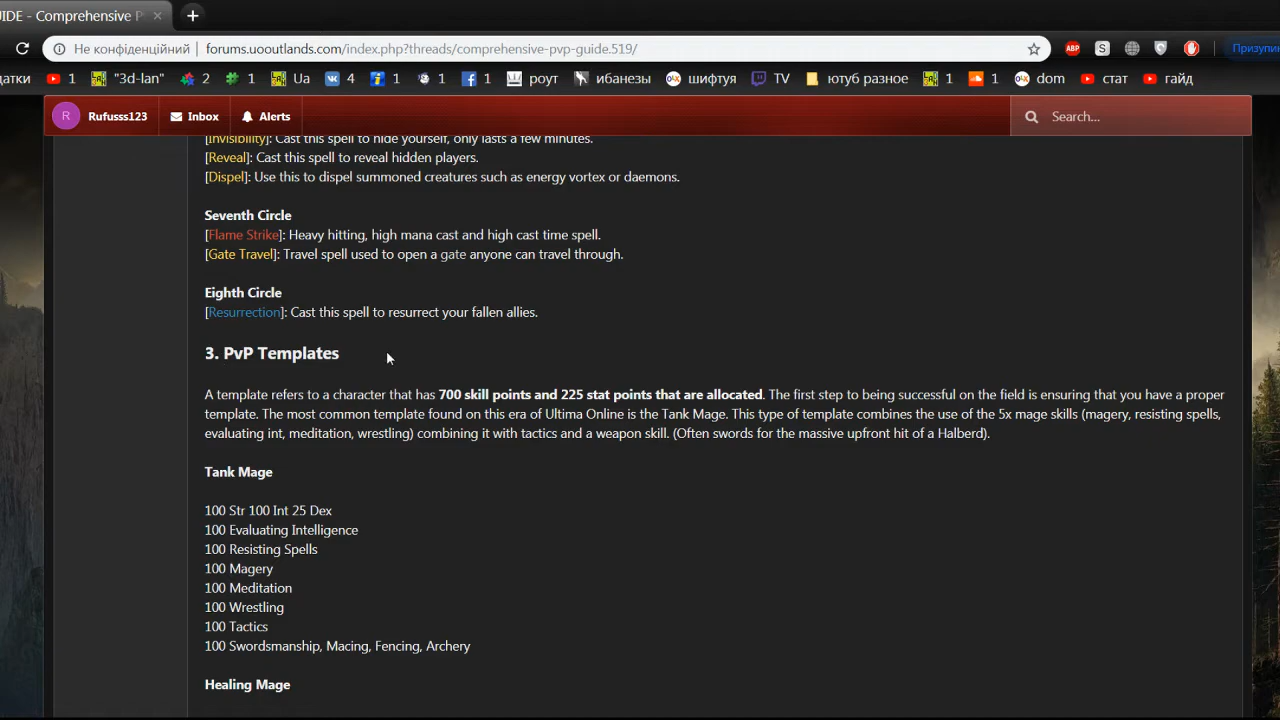 IDE – Comprehensive P
Не конфіденційний forums.uooutlands.com/index.php?threads/comprehensive-pvp-guide.519/
Призупин
датки 1 "3d-lan" 2 1 Ua 4 1 1 1 роут ибанезы шифтуя TV ютуб разное 1 1 dom стат гайд
R Rufusss123 Inbox Alerts Search...
[Invisibility]: Cast this spell to hide yourself, only lasts a few minutes.
[Reveal]: Cast this spell to reveal hidden players.
[Dispel]: Use this to dispel summoned creatures such as energy vortex or daemons.
Seventh Circle
[Flame Strike]: Heavy hitting, high mana cast and high cast time spell.
[Gate Travel]: Travel spell used to open a gate anyone can travel through.
Eighth Circle
[Resurrection]: Cast this spell to resurrect your fallen allies.
3. PvP Templates
A template refers to a character that has 700 skill points and 225 stat points that are allocated. The first step to being successful on the field is ensuring that you have a proper
template. The most common template found on this era of Ultima Online is the Tank Mage. This type of template combines the use of the 5x mage skills (magery, resisting spells,
evaluating int, meditation, wrestling) combining it with tactics and a weapon skill. (Often swords for the massive upfront hit of a Halberd).
Tank Mage
100 Str 100 Int 25 Dex
100 Evaluating Intelligence
100 Resisting Spells
100 Magery
100 Meditation
100 Wrestling
100 Tactics
100 Swordsmanship, Macing, Fencing, Archery
Healing Mage